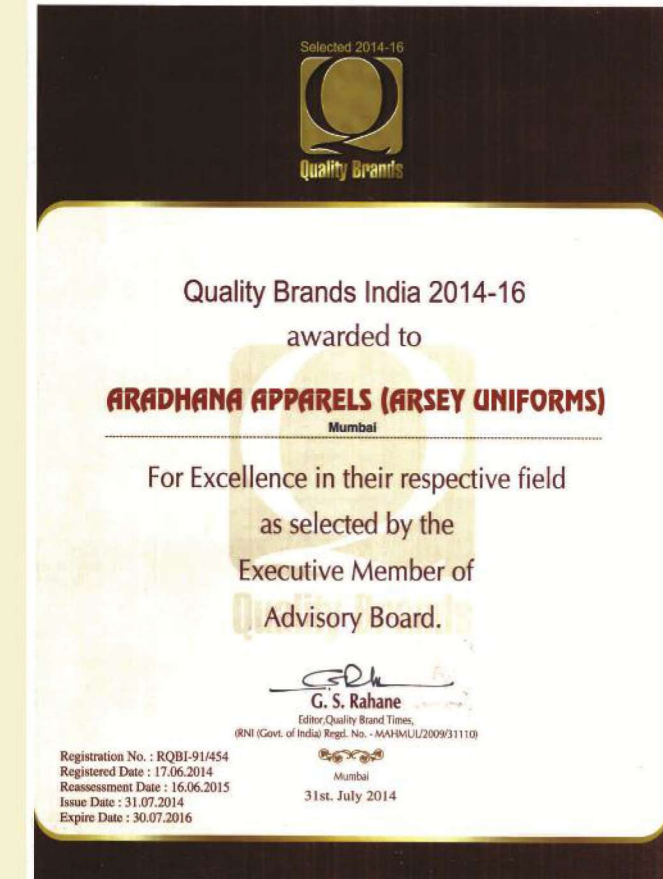 Selected 2014-16
Q
Quality Brands
Quality Brands India 2014-16
awarded to
ARADHANA APPARELS (ARSEY UNIFORMS)
Mumbai
For Excellence in their respective field
as selected by the
Executive Member of
Advisory Board.
Quality Brands
G. S. Rahane
Editor,Quality Brand Times,
(RNI (Govt. of India) Regd. No. - MAHMUL/2009/31110)
Mumbai
31st. July 2014
Registration No. : RQBI-91/454
Registered Date : 17.06.2014
Reassessment Date : 16.06.2015
Issue Date : 31.07.2014
Expire Date : 30.07.2016